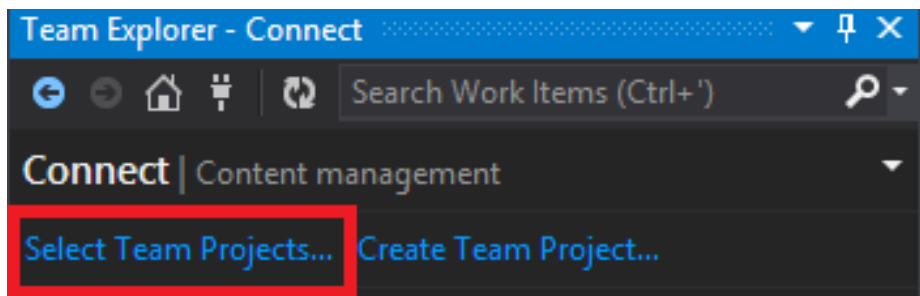 Team Explorer - Connect
Search Work Items (Ctrl+')
Connect | Content management
Select Team Projects... Create Team Project...